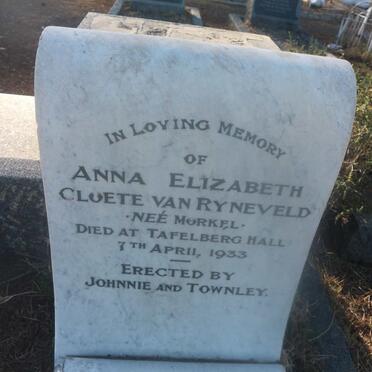 IN LOVING MEMORY
OF
ANNA ELIZABETH
CLOETE VAN RYNEVELD
·NEÉ MORKEL·
DIED AT TAFELBERG HALL
7TH APRIL, 1933
ERECTED BY
JOHNNIE AND TOWNLEY.